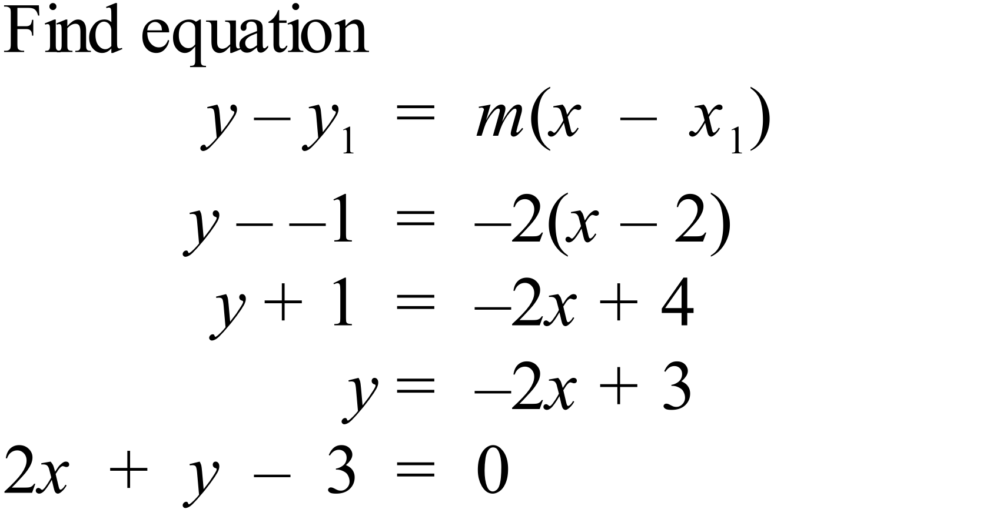 Find equation
y – y₁ = m(x – x₁)
y – –1 = –2(x – 2)
y + 1 = –2x + 4
y = –2x + 3
2x + y – 3 = 0